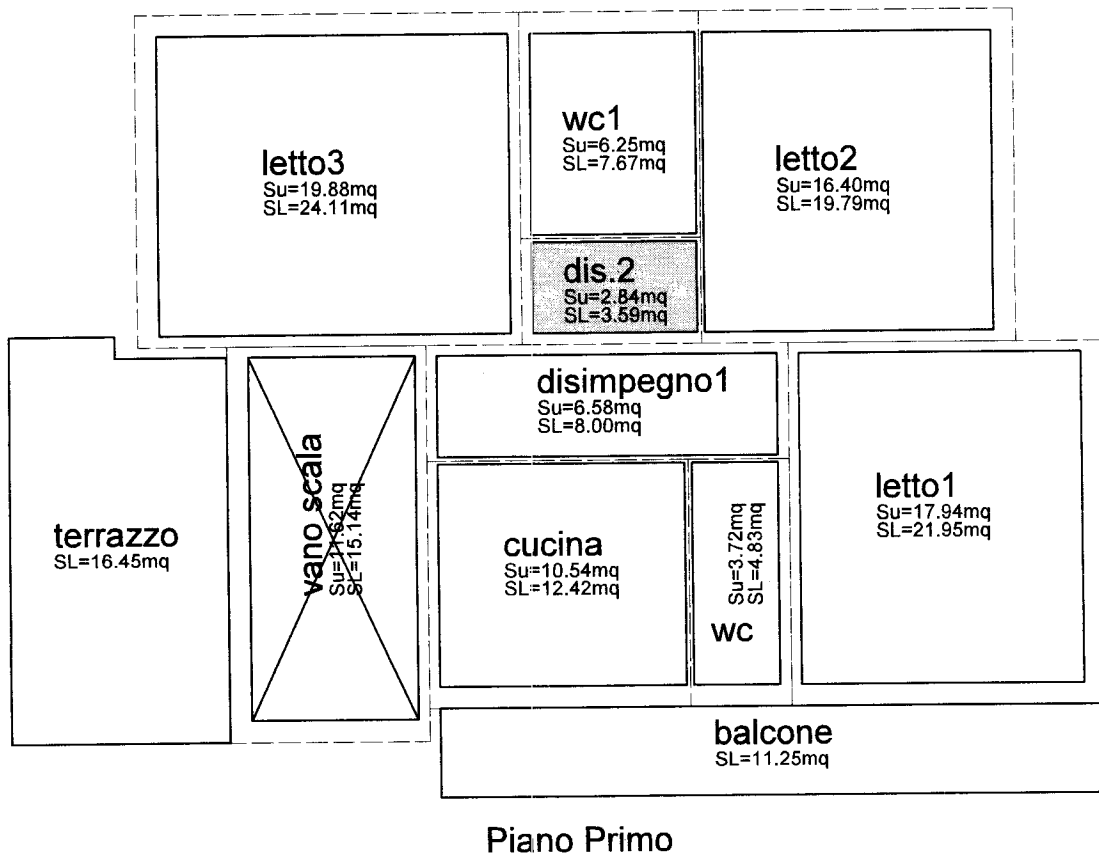 letto3
Su=19.88mq
SL=24.11mq
wc1
Su=6.25mq
SL=7.67mq
letto2
Su=16.40mq
SL=19.79mq
dis.2
Su=2.84mq
SL=3.59mq
disimpegno1
Su=6.58mq
SL=8.00mq
terrazzo
SL=16.45mq
vano scala
Su=11.62mq
SL=15.14mq
cucina
Su=10.54mq
SL=12.42mq
wc
Su=3.72mq
SL=4.83mq
letto1
Su=17.94mq
SL=21.95mq
balcone
SL=11.25mq
Piano Primo